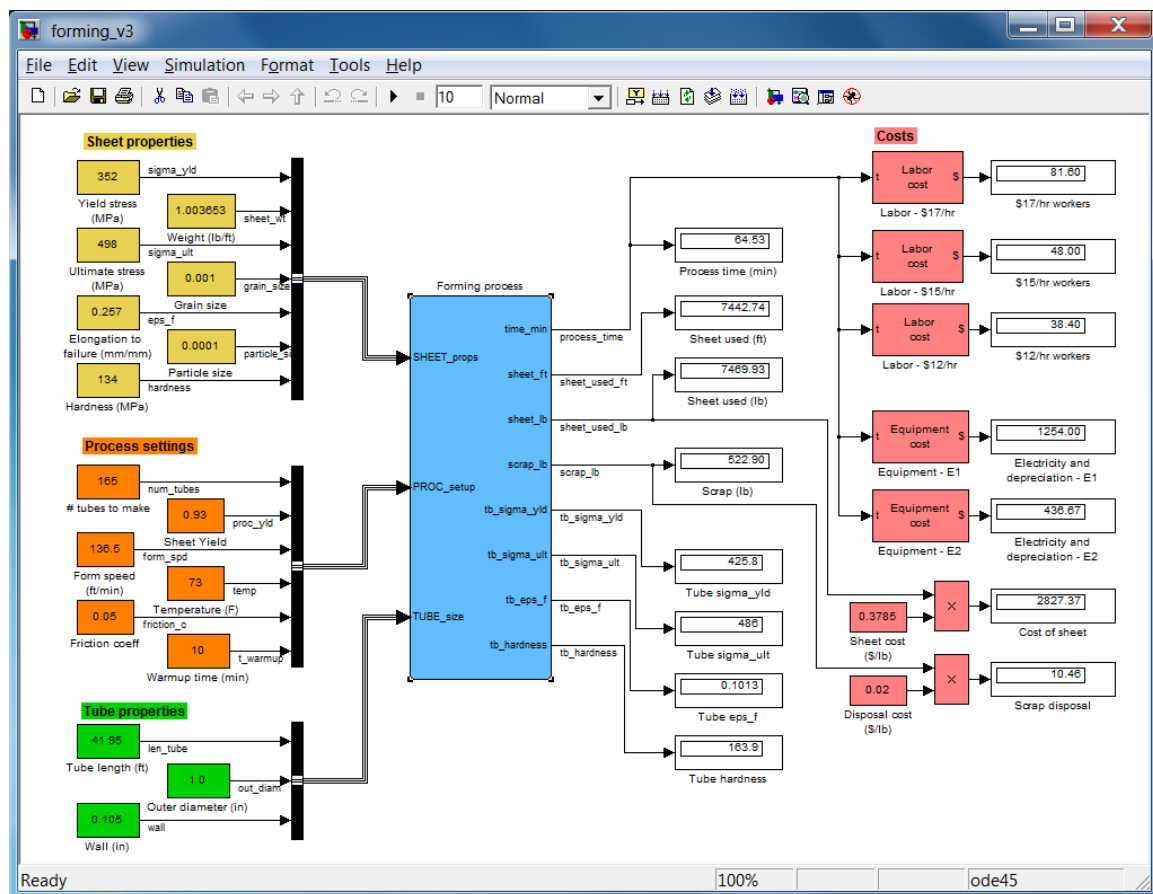 forming_v3
File Edit View Simulation Format Tools Help
10 Normal
Sheet properties
352
sigma_yld
Yield stress
(MPa)
1.003653
sheet_wt
Weight (lb/ft)
498
sigma_ult
Ultimate stress
(MPa)
0.001
grain_size
Grain size
0.257
eps_f
Elongation to
failure (mm/mm)
0.0001
particle_si
Particle size
134
hardness
Hardness (MPa)
Process settings
165
num_tubes
# tubes to make
0.93
proc_yld
Sheet Yield
136.5
form_spd
Form speed
(ft/min)
73
temp
Temperature (F)
0.05
friction_c
Friction coeff
10
t_warmup
Warmup time (min)
Tube properties
41.95
len_tube
Tube length (ft)
1.0
out_diam
Outer diameter (in)
0.105
wall
Wall (in)
Forming process
SHEET_props
PROC_setup
TUBE_size
time_min
process_time
sheet_ft
sheet_used_ft
sheet_lb
sheet_used_lb
scrap_lb
scrap_lb
tb_sigma_yld
tb_sigma_yld
tb_sigma_ult
tb_sigma_ult
tb_eps_f
tb_eps_f
tb_hardness
tb_hardness
64.53
Process time (min)
7442.74
Sheet used (ft)
7469.93
Sheet used (lb)
522.90
Scrap (lb)
425.8
Tube sigma_yld
486
Tube sigma_ult
0.1013
Tube eps_f
163.9
Tube hardness
Costs
t Labor cost $
Labor - $17/hr
81.60
$17/hr workers
t Labor cost $
Labor - $15/hr
48.00
$15/hr workers
t Labor cost $
Labor - $12/hr
38.40
$12/hr workers
t Equipment cost $
Equipment - E1
1254.00
Electricity and
depreciation - E1
t Equipment cost $
Equipment - E2
436.67
Electricity and
depreciation - E2
0.3785
Sheet cost
($/lb)
×
2827.37
Cost of sheet
0.02
Disposal cost
($/lb)
×
10.46
Scrap disposal
Ready 100% ode45